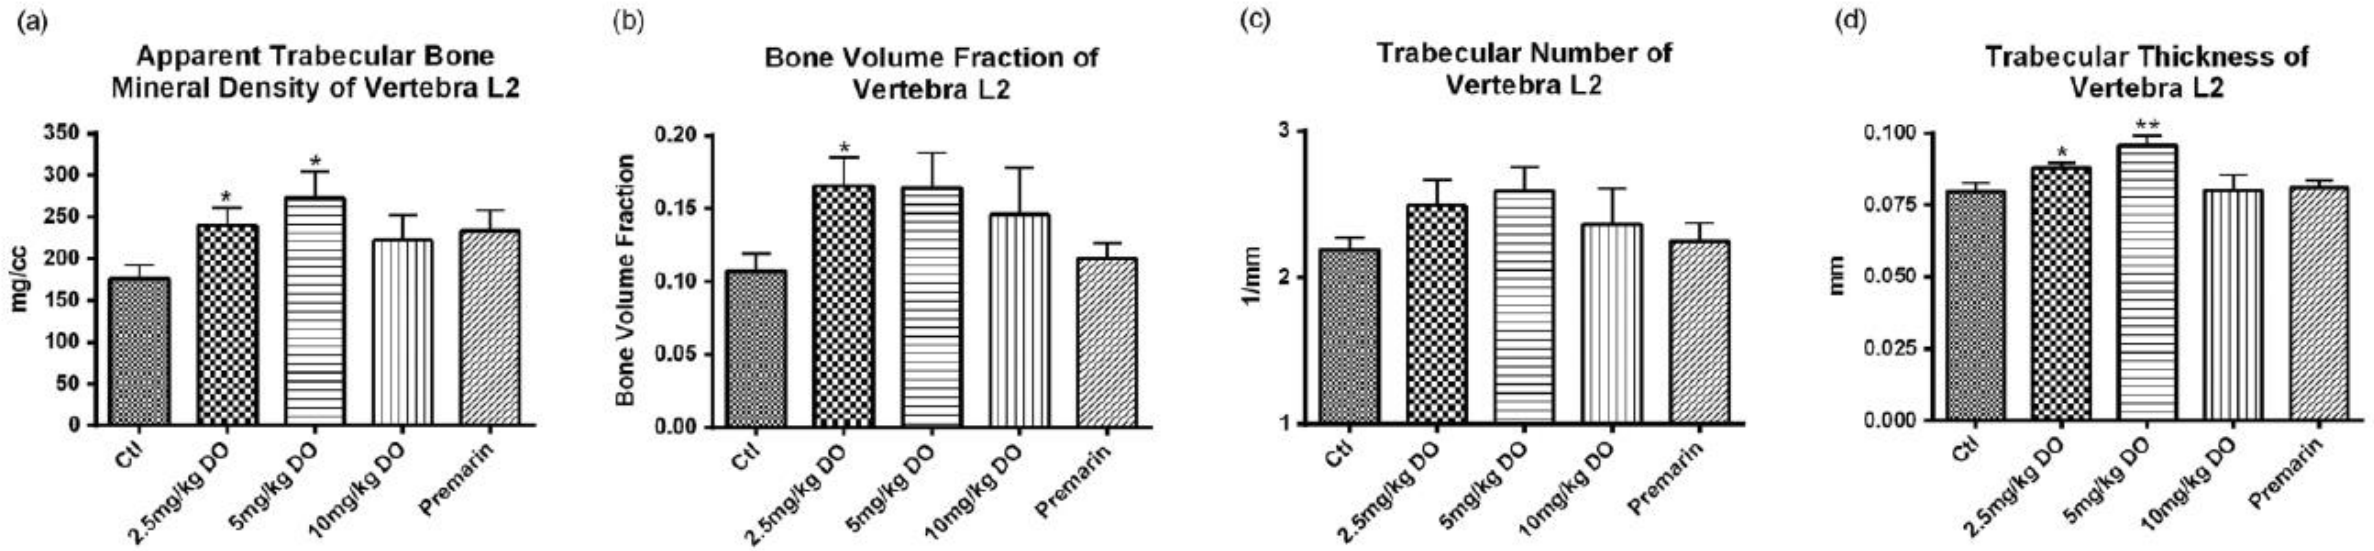 (a)
Apparent Trabecular Bone
Mineral Density of Vertebra L2
mg/cc
350
300
250
200
150
100
50
0
*
*
Ctl
2.5mg/kg DO
5mg/kg DO
10mg/kg DO
Premarin
(b)
Bone Volume Fraction of
Vertebra L2
Bone Volume Fraction
0.20
0.15
0.10
0.05
0.00
*
Ctl
2.5mg/kg DO
5mg/kg DO
10mg/kg DO
Premarin
(c)
Trabecular Number of
Vertebra L2
1/mm
3
2
1
Ctl
2.5mg/kg DO
5mg/kg DO
10mg/kg DO
Premarin
(d)
Trabecular Thickness of
Vertebra L2
mm
0.100
0.075
0.050
0.025
0.000
*
**
Ctl
2.5mg/kg DO
5mg/kg DO
10mg/kg DO
Premarin